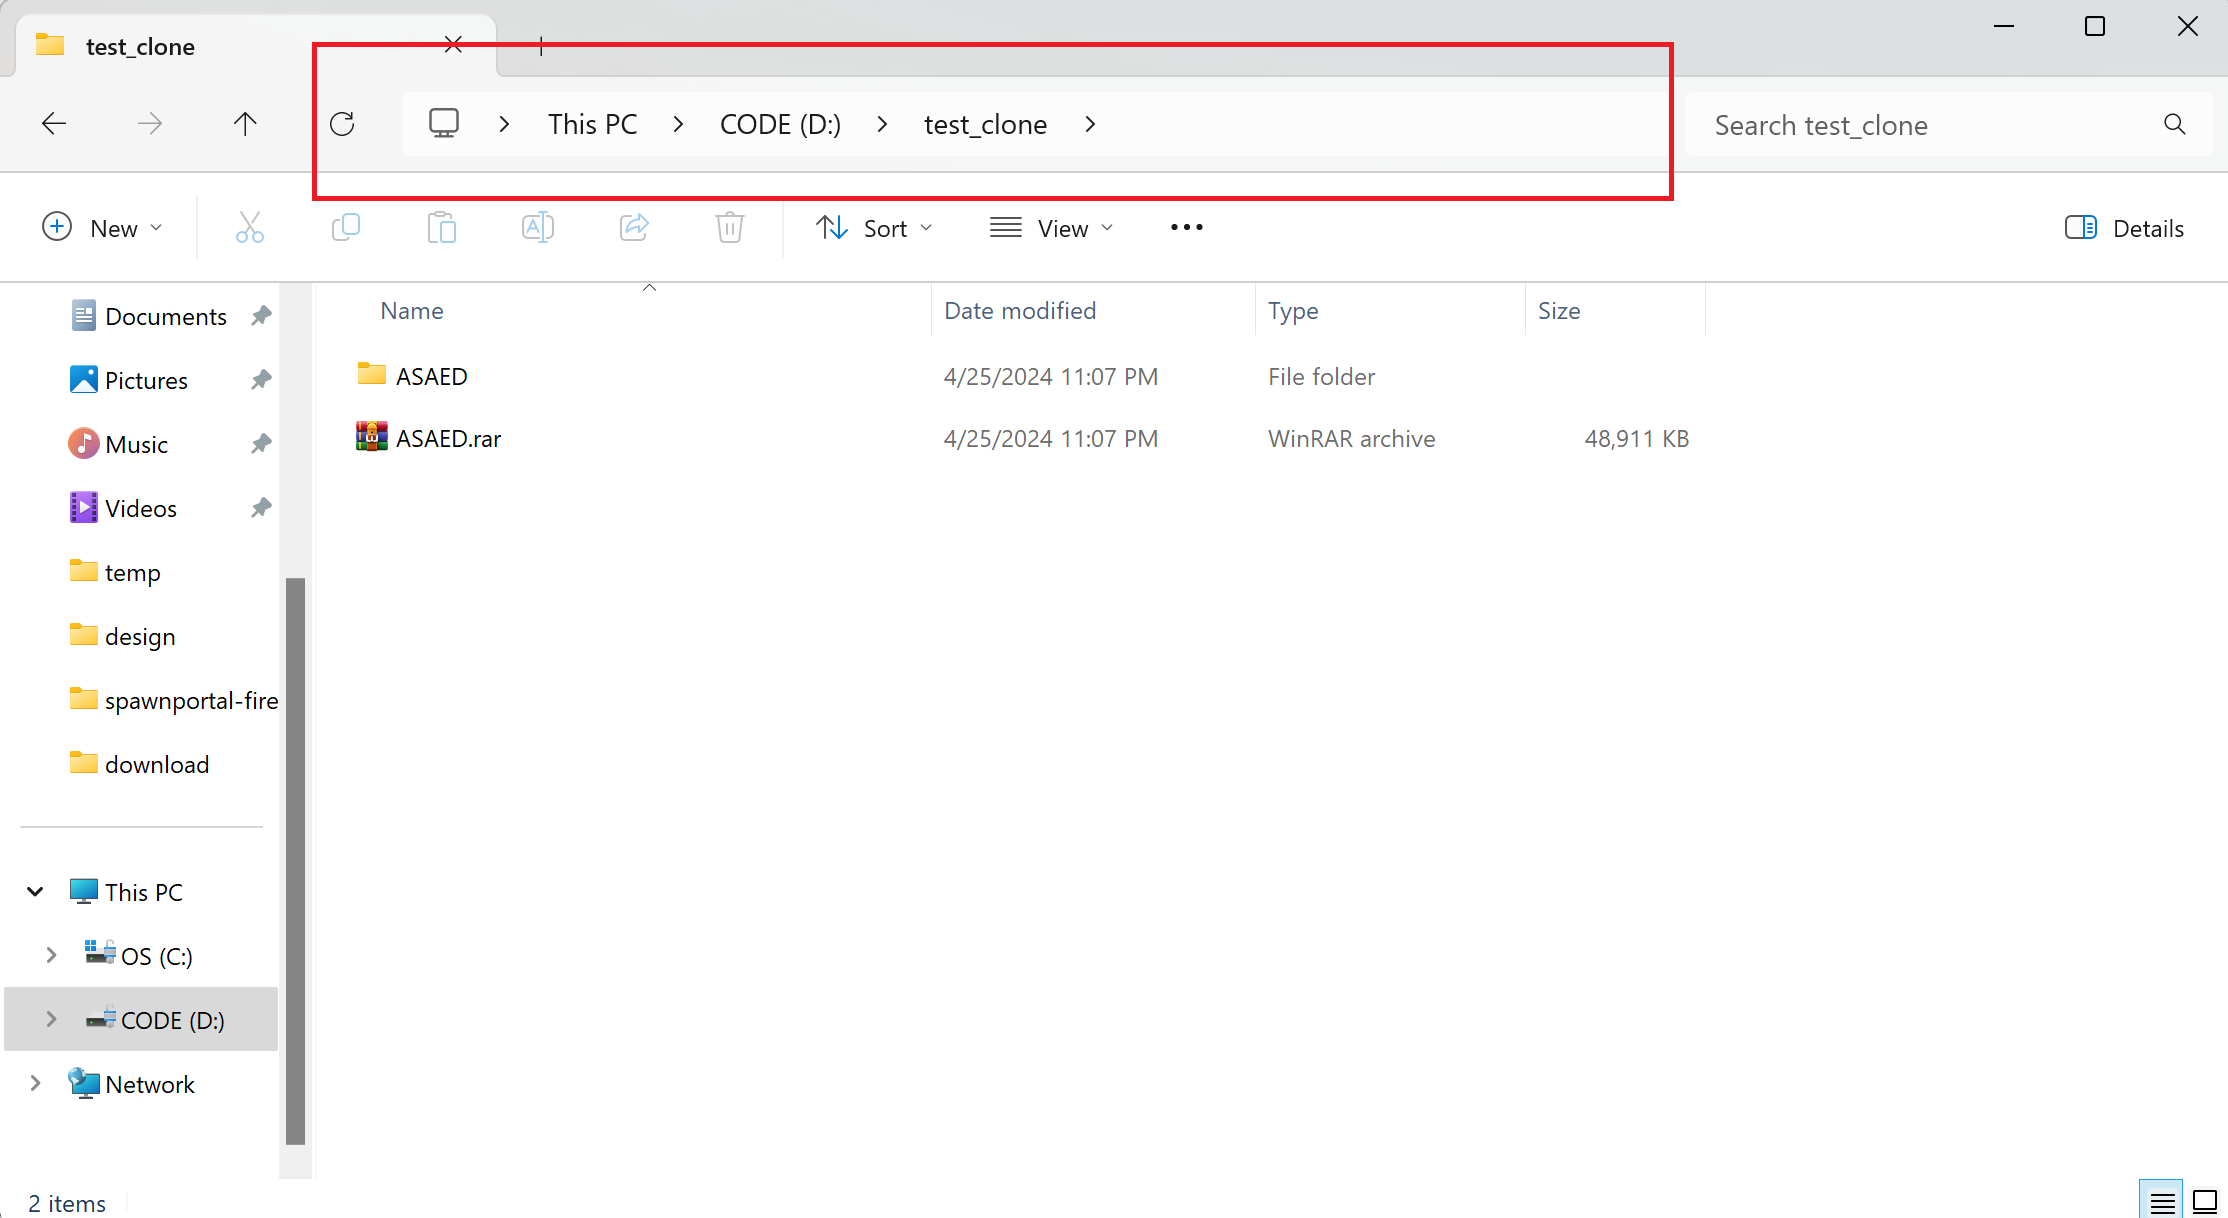 test_clone
This PC > CODE (D:) > test_clone >
Search test_clone
New
Sort
View
Details
Name Date modified Type Size
ASAED 4/25/2024 11:07 PM File folder
ASAED.rar 4/25/2024 11:07 PM WinRAR archive 48,911 KB
Documents
Pictures
Music
Videos
temp
design
spawnportal-fire
download
This PC
OS (C:)
CODE (D:)
Network
2 items